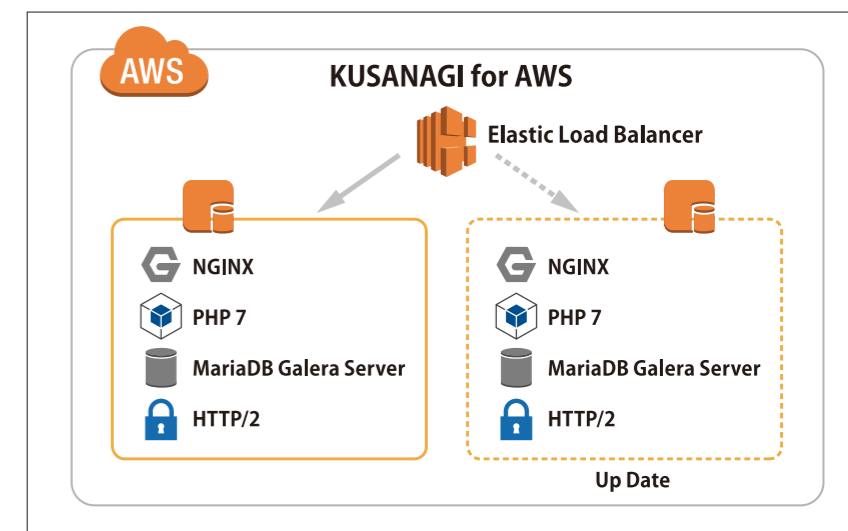 AWS
KUSANAGI for AWS
Elastic Load Balancer
NGINX
PHP 7
MariaDB Galera Server
HTTP/2
NGINX
PHP 7
MariaDB Galera Server
HTTP/2
Up Date